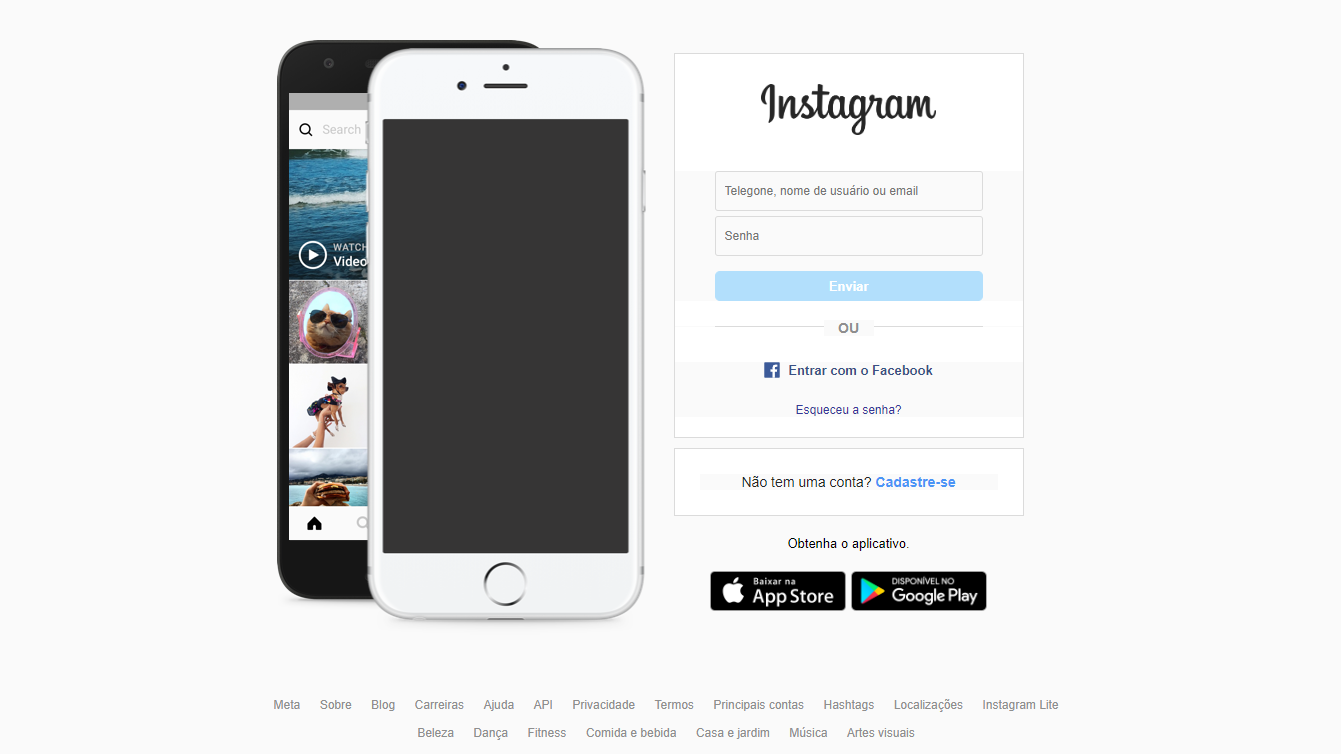 Search
WATCH
Video
Instagram
Telegone, nome de usuário ou email
Senha
Enviar
OU
Entrar com o Facebook
Esqueceu a senha?
Não tem uma conta? Cadastre-se
Obtenha o aplicativo.
Baixar na
App Store
DISPONÍVEL NO
Google Play
Meta Sobre Blog Carreiras Ajuda API Privacidade Termos Principais contas Hashtags Localizações Instagram Lite
Beleza Dança Fitness Comida e bebida Casa e jardim Música Artes visuais